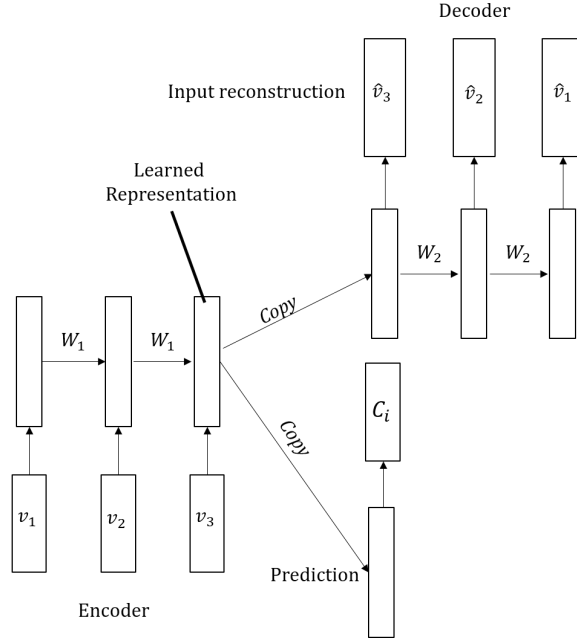 Decoder
Input reconstruction
v̂₃
v̂₂
v̂₁
Learned
Representation
W₂
W₂
Copy
W₁
W₁
Copy
Cᵢ
v₁
v₂
v₃
Prediction
Encoder